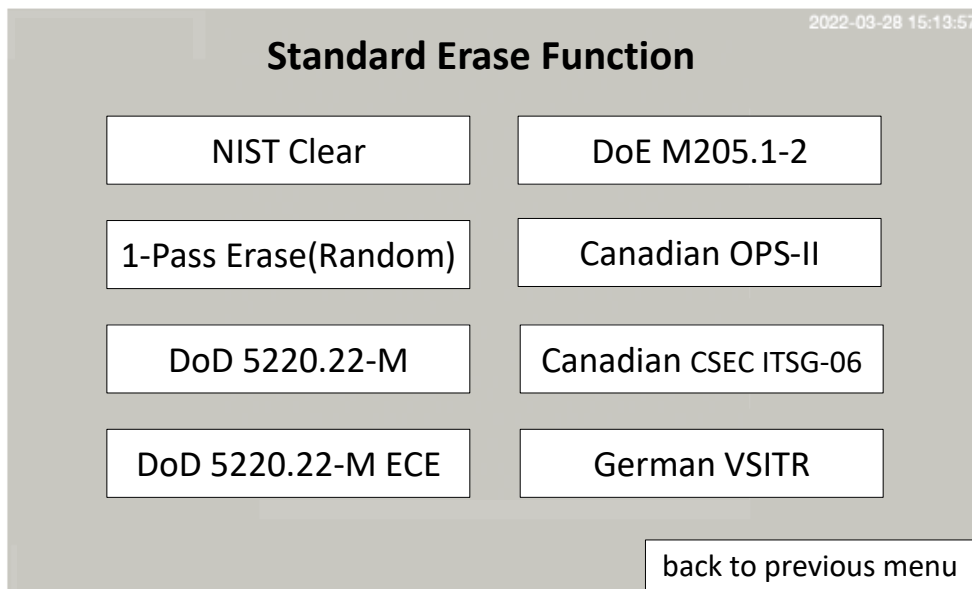 2022-03-28 15:13:57
Standard Erase Function
NIST Clear
DoE M205.1-2
1-Pass Erase(Random)
Canadian OPS-II
DoD 5220.22-M
Canadian CSEC ITSG-06
DoD 5220.22-M ECE
German VSITR
back to previous menu